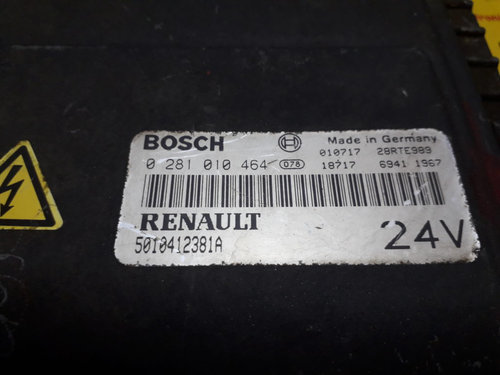 BOSCH
Made in Germany
010717 28RTE989
0 281 010 464 078 18717 6941 1967
RENAULT
5010412381A
24V